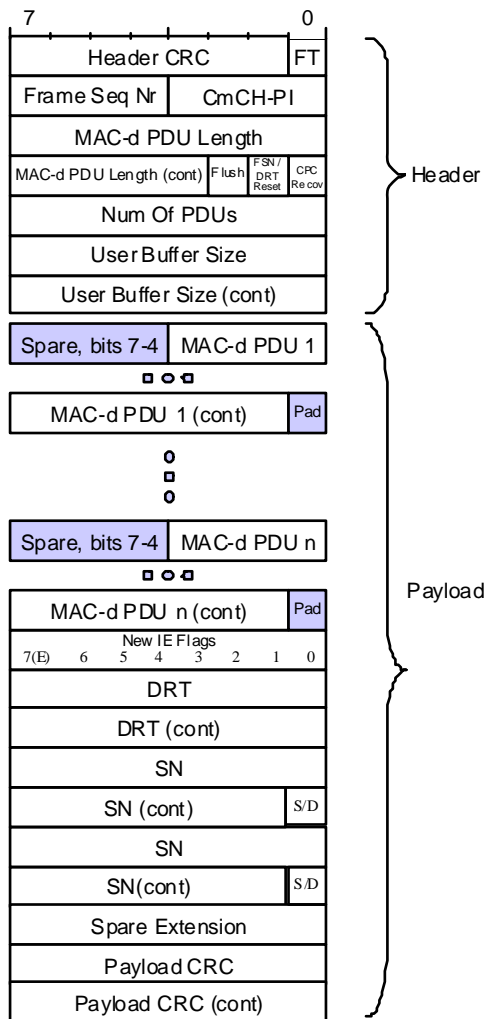 7 0
Header CRC FT
Frame Seq Nr CmCH-PI
MAC-d PDU Length
MAC-d PDU Length (cont) Flush FSN/ DRT Reset CPC Recov
Header
Num Of PDUs
User Buffer Size
User Buffer Size (cont)
Spare, bits 7-4 MAC-d PDU 1
MAC-d PDU 1 (cont) Pad
Spare, bits 7-4 MAC-d PDU n
MAC-d PDU n (cont) Pad
Payload
New IE Flags
7(E) 6 5 4 3 2 1 0
DRT
DRT (cont)
SN
SN (cont) S/D
SN
SN(cont) S/D
Spare Extension
Payload CRC
Payload CRC (cont)